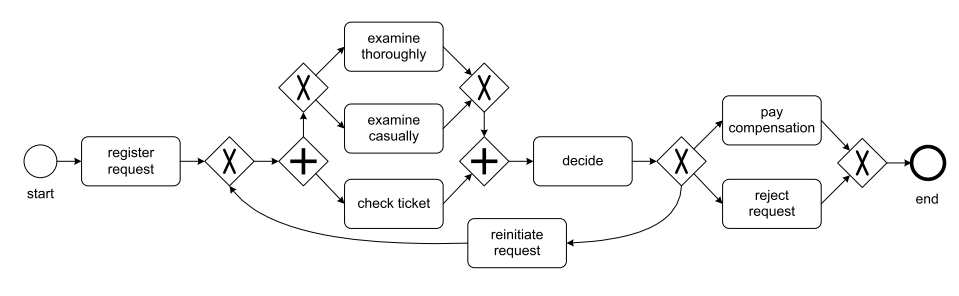 examine
thoroughly
examine
casually
pay
compensation
register
request
decide
start
check ticket
reject
request
end
reinitiate
request